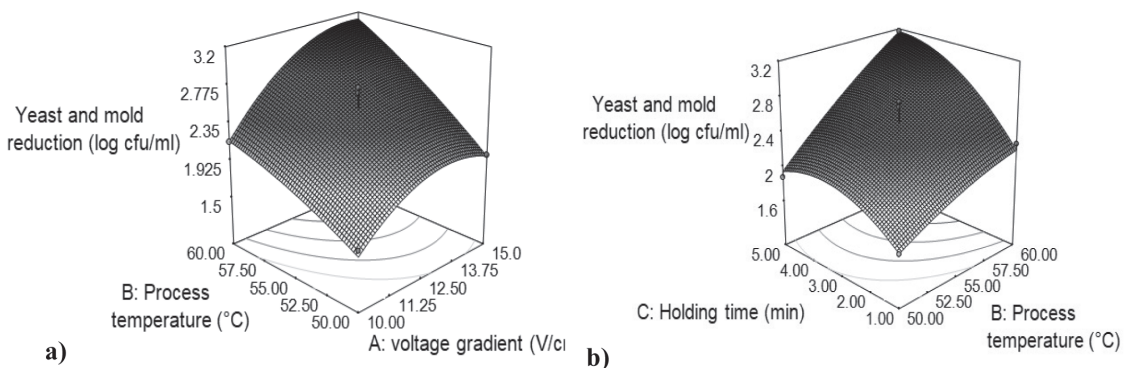 3.2
2.775
Yeast and mold
reduction (log cfu/ml)
2.35
1.925
1.5
60.00
57.50
55.00
52.50
50.00
B: Process
temperature (°C)
15.0
13.75
12.50
11.25
10.00
A: voltage gradient (V/c
a)
3.2
2.8
Yeast and mold
reduction (log cfu/ml)
2.4
2
1.6
5.00
4.00
3.00
2.00
1.00
C: Holding time (min)
60.00
57.50
55.00
52.50
50.00
B: Process
temperature (°C)
b)